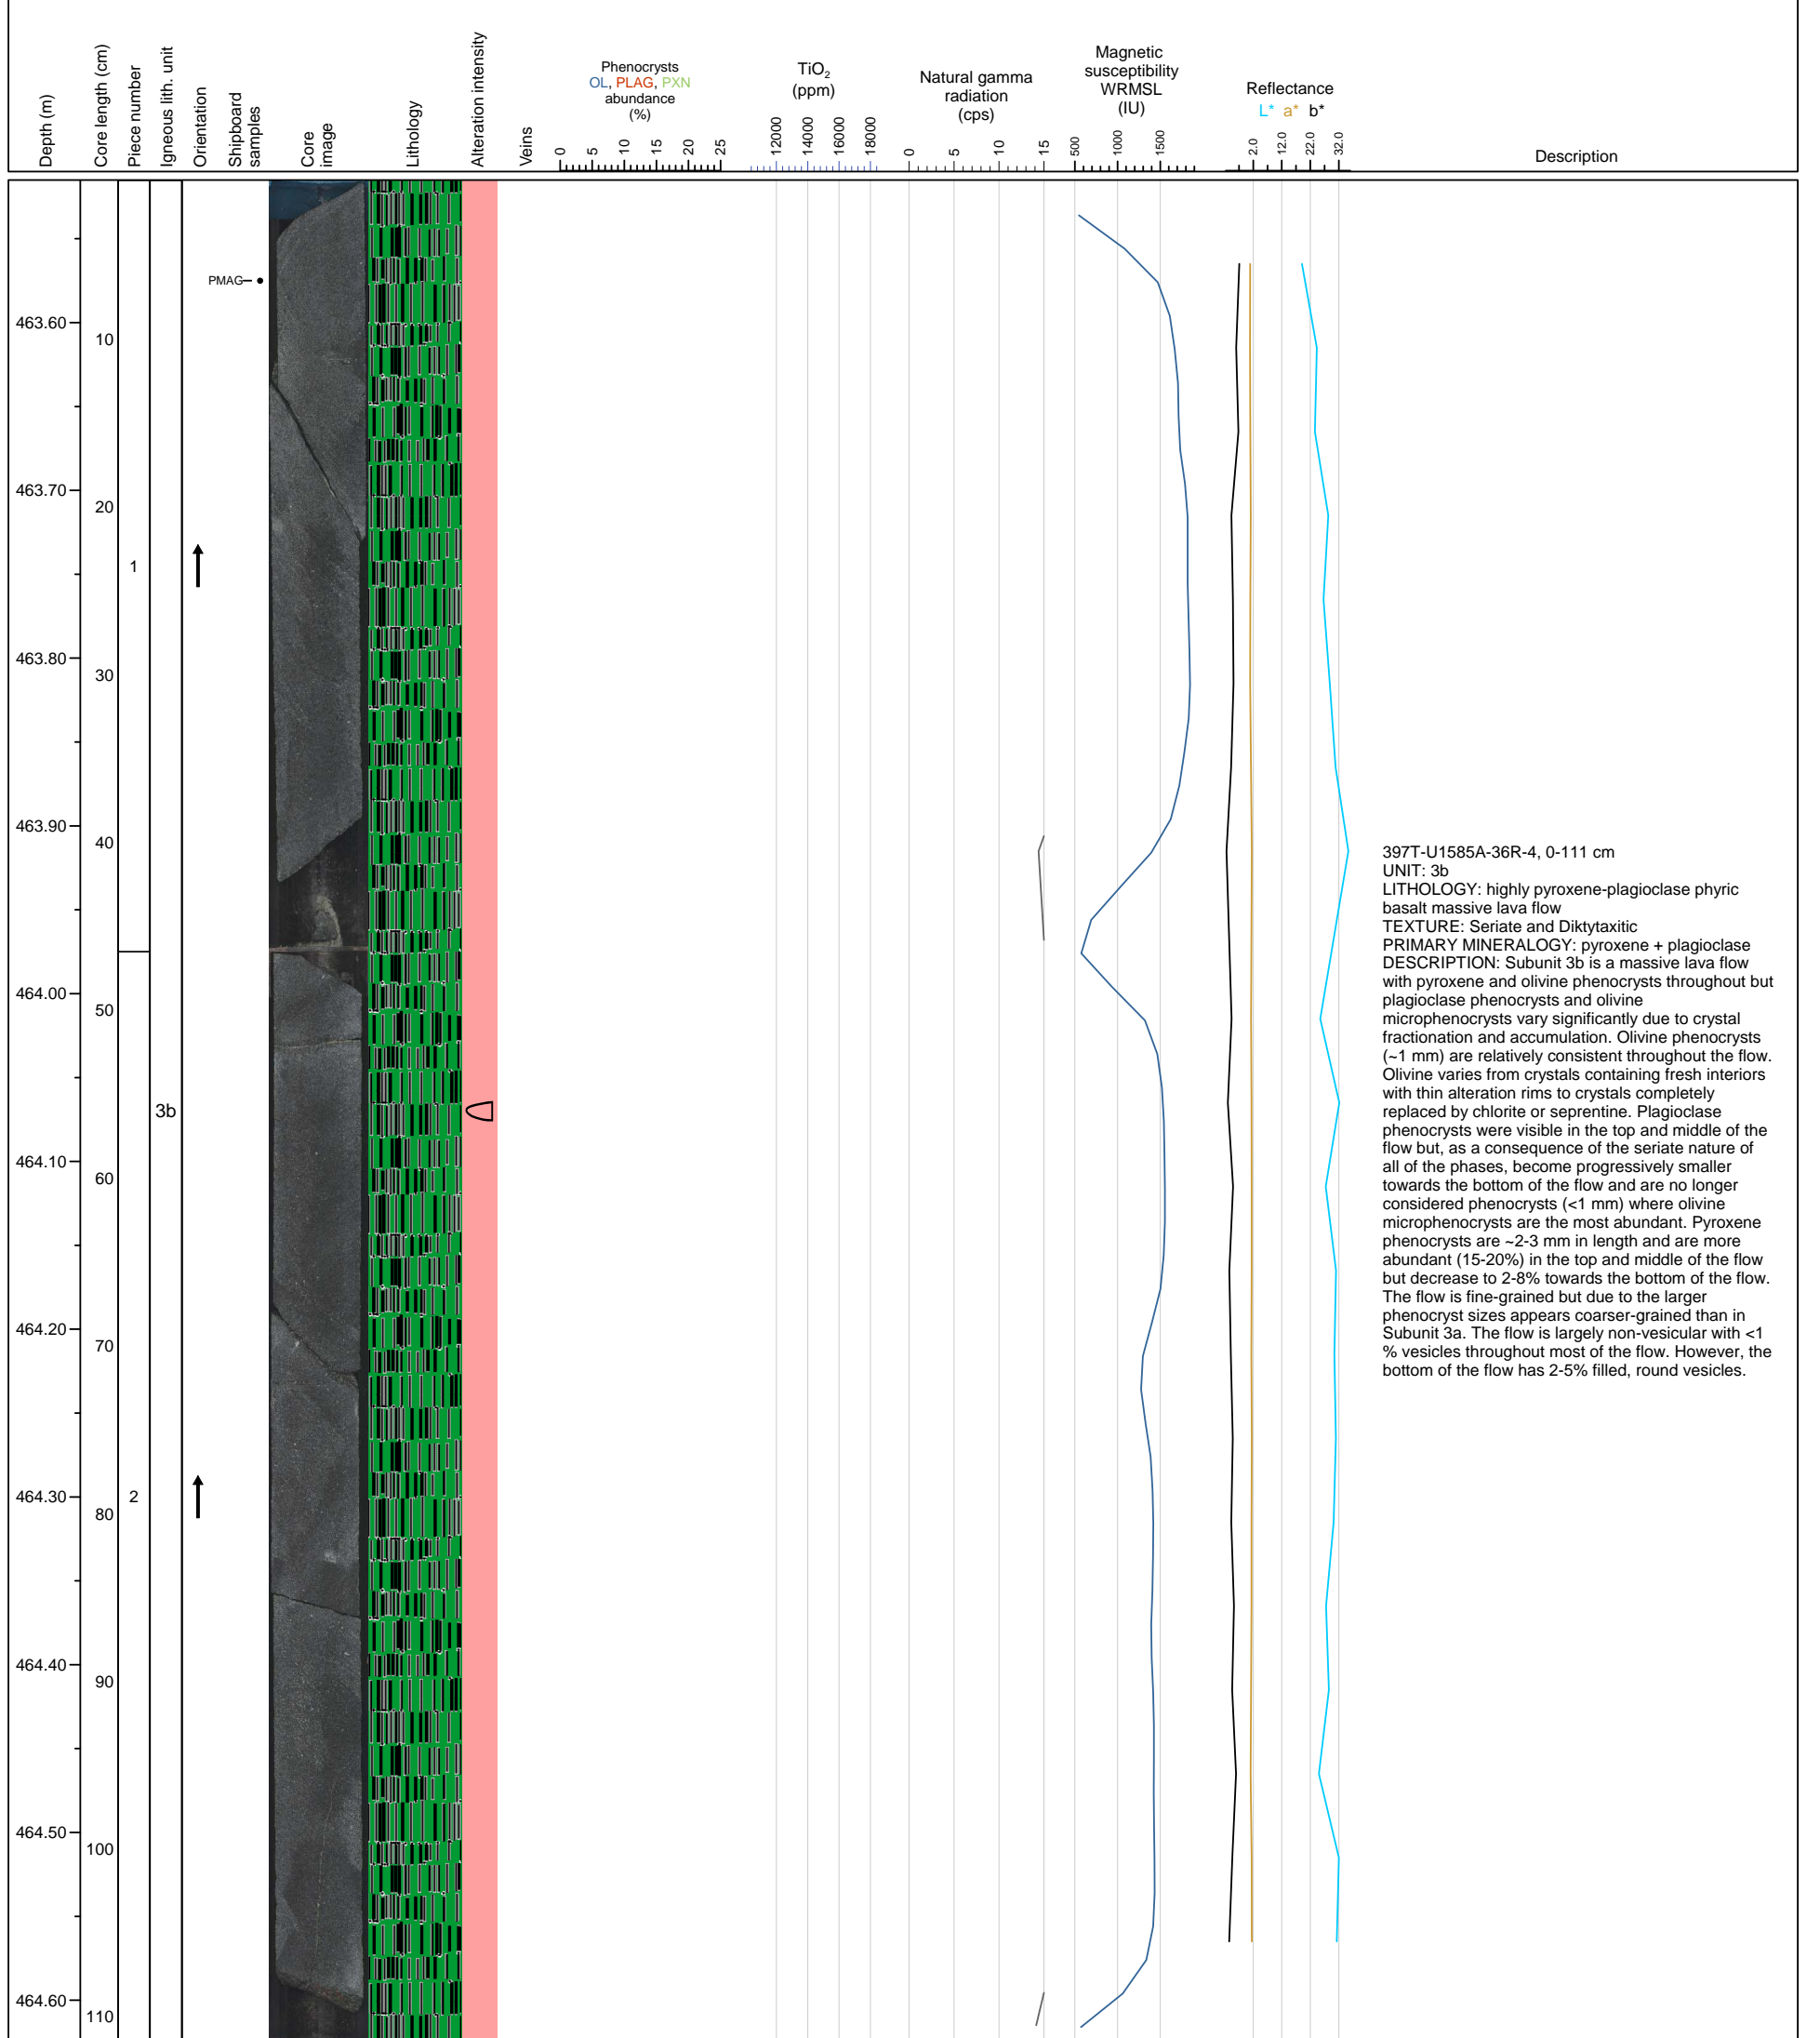 Depth (m)
Core length (cm)
Piece number
Igneous lith. unit
Orientation
Shipboard
samples
Core
image
Lithology
Alteration intensity
Veins
Phenocrysts
OL, PLAG, PXN
abundance
(%)
0 5 10 15 20 25
TiO2
(ppm)
12000 14000 16000 18000
Natural gamma
radiation
(cps)
0 5 10 15
Magnetic
susceptibility
WRMSL
(IU)
500 1000 1500
Reflectance
L* a* b*
2.0 12.0 22.0 32.0
Description
PMAG
463.60
10
463.70
20
1
463.80
30
463.90
40
464.00
50
3b
464.10
60
464.20
70
464.30
2
80
464.40
90
464.50
100
464.60
110
397T-U1585A-36R-4, 0-111 cm
UNIT: 3b
LITHOLOGY: highly pyroxene-plagioclase phyric
basalt massive lava flow
TEXTURE: Seriate and Diktytaxitic
PRIMARY MINERALOGY: pyroxene + plagioclase
DESCRIPTION: Subunit 3b is a massive lava flow
with pyroxene and olivine phenocrysts throughout but
plagioclase phenocrysts and olivine
microphenocrysts vary significantly due to crystal
fractionation and accumulation. Olivine phenocrysts
(~1 mm) are relatively consistent throughout the flow.
Olivine varies from crystals containing fresh interiors
with thin alteration rims to crystals completely
replaced by chlorite or seprentine. Plagioclase
phenocrysts were visible in the top and middle of the
flow but, as a consequence of the seriate nature of
all of the phases, become progressively smaller
towards the bottom of the flow and are no longer
considered phenocrysts (<1 mm) where olivine
microphenocrysts are the most abundant. Pyroxene
phenocrysts are ~2-3 mm in length and are more
abundant (15-20%) in the top and middle of the flow
but decrease to 2-8% towards the bottom of the flow.
The flow is fine-grained but due to the larger
phenocryst sizes appears coarser-grained than in
Subunit 3a. The flow is largely non-vesicular with <1
% vesicles throughout most of the flow. However, the
bottom of the flow has 2-5% filled, round vesicles.